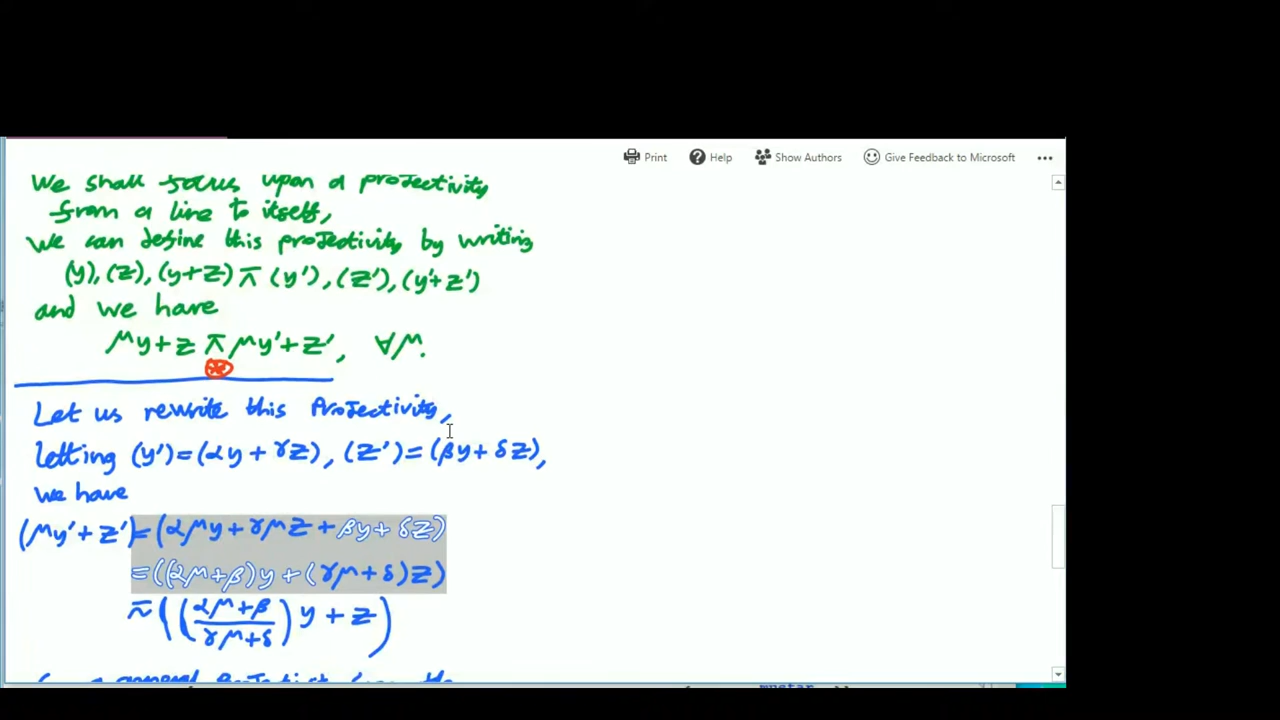 Print Help Show Authors Give Feedback to Microsoft
We shall focus upon a projectivity
from a line to itself,
We can define this projectivity by writing
(y), (z), (y+z) ⊼ (y'), (z'), (y'+z')
and we have
μy+z ⊼ μy'+z', ∀μ.
Let us rewrite this Projectivity,
letting (y')=(αy+γz), (z')=(βy+δz),
we have
(μy'+z')=(αμy+γμz+βy+δz)
=((αμ+β)y+(γμ+δ)z)
⊼(((αμ+β)/(γμ+δ))y+z)